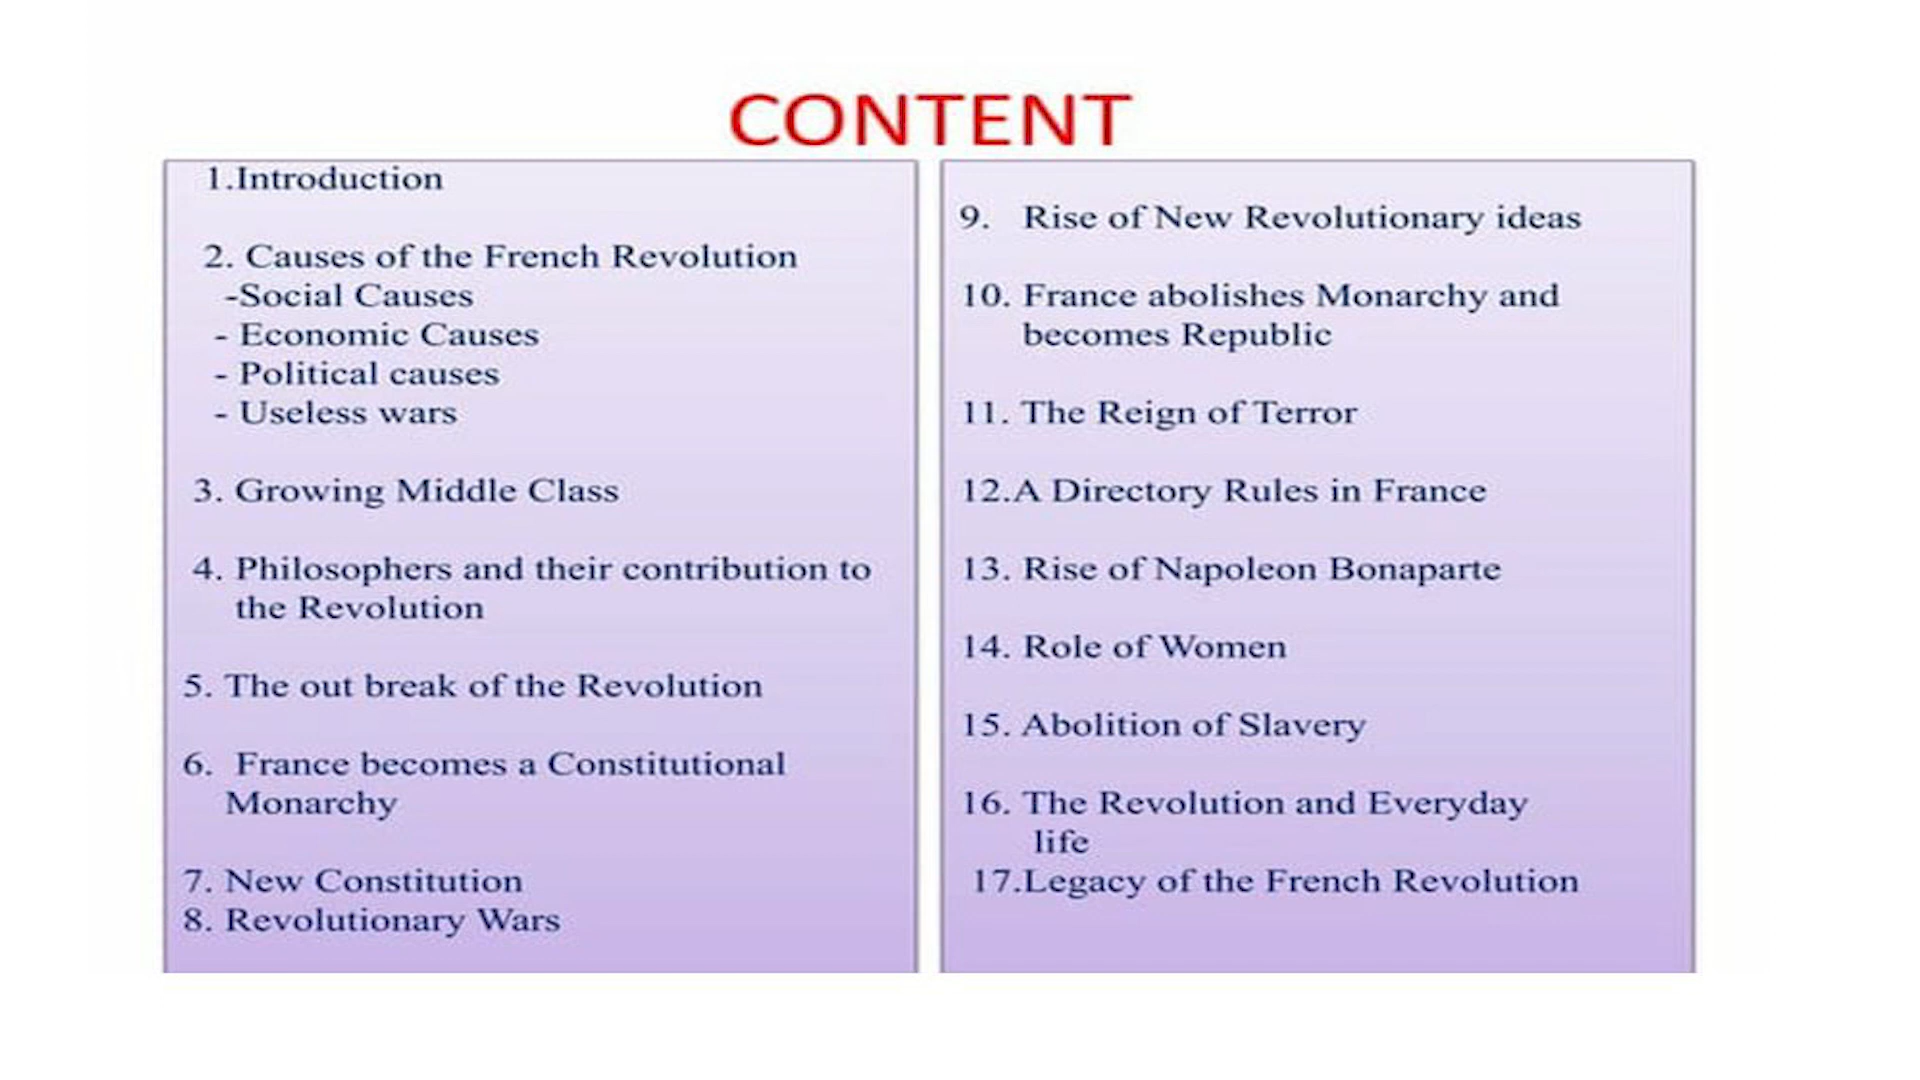 CONTENT
1.Introduction
2. Causes of the French Revolution
-Social Causes
- Economic Causes
- Political causes
- Useless wars
3. Growing Middle Class
4. Philosophers and their contribution to
the Revolution
5. The out break of the Revolution
6. France becomes a Constitutional
Monarchy
7. New Constitution
8. Revolutionary Wars
9. Rise of New Revolutionary ideas
10. France abolishes Monarchy and
becomes Republic
11. The Reign of Terror
12.A Directory Rules in France
13. Rise of Napoleon Bonaparte
14. Role of Women
15. Abolition of Slavery
16. The Revolution and Everyday
life
17.Legacy of the French Revolution